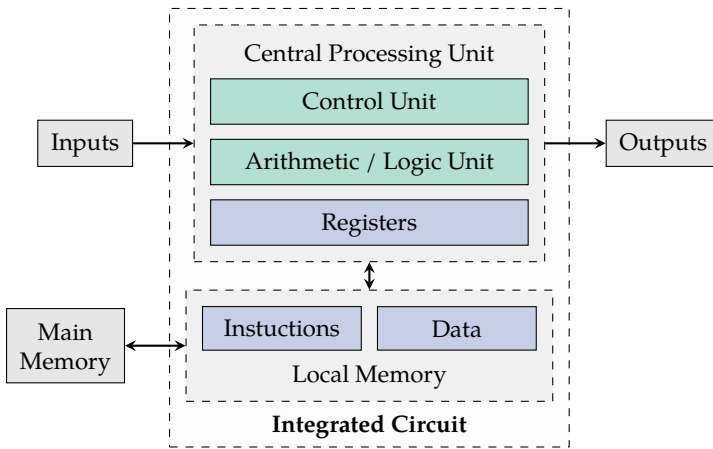 Central Processing Unit
Control Unit
Inputs
Arithmetic / Logic Unit
Outputs
Registers
Main
Memory
Instuctions
Data
Local Memory
Integrated Circuit